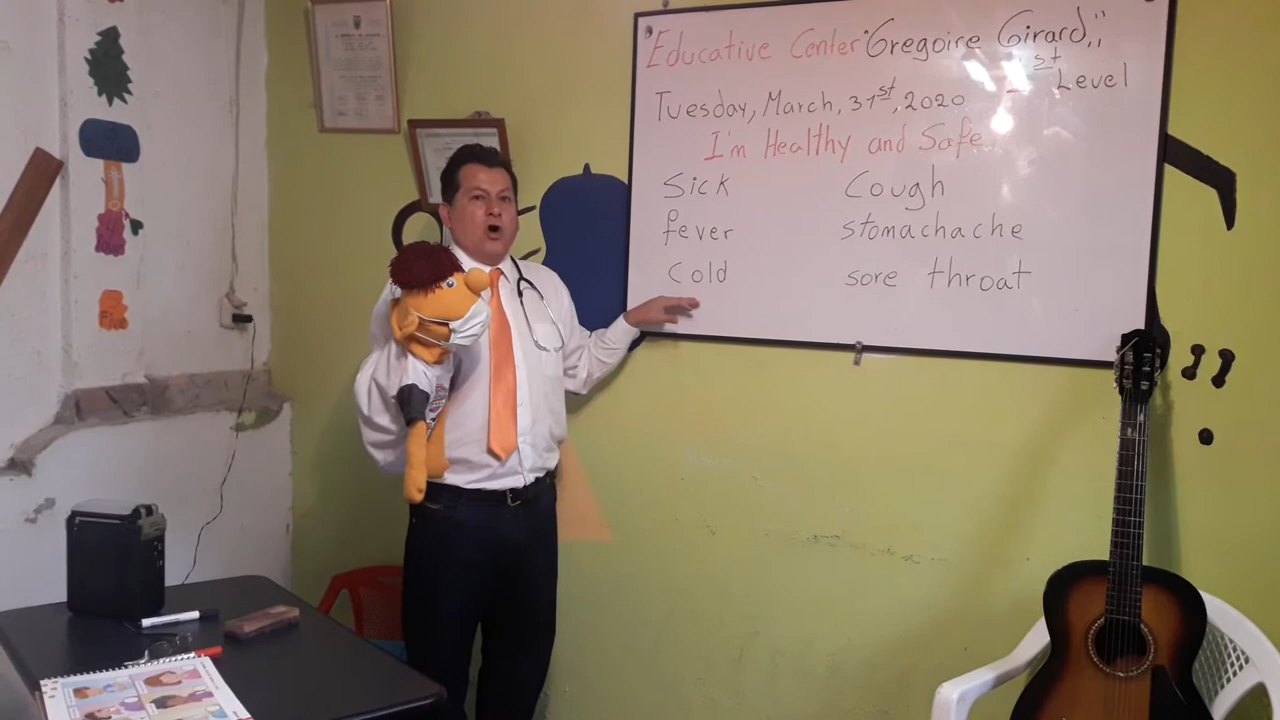 Educative Center "Gregoire Girard,"
1st Level
Tuesday, March, 31st, 2020
I'm Healthy and Safe
Sick Cough
fever stomachache
Cold sore throat